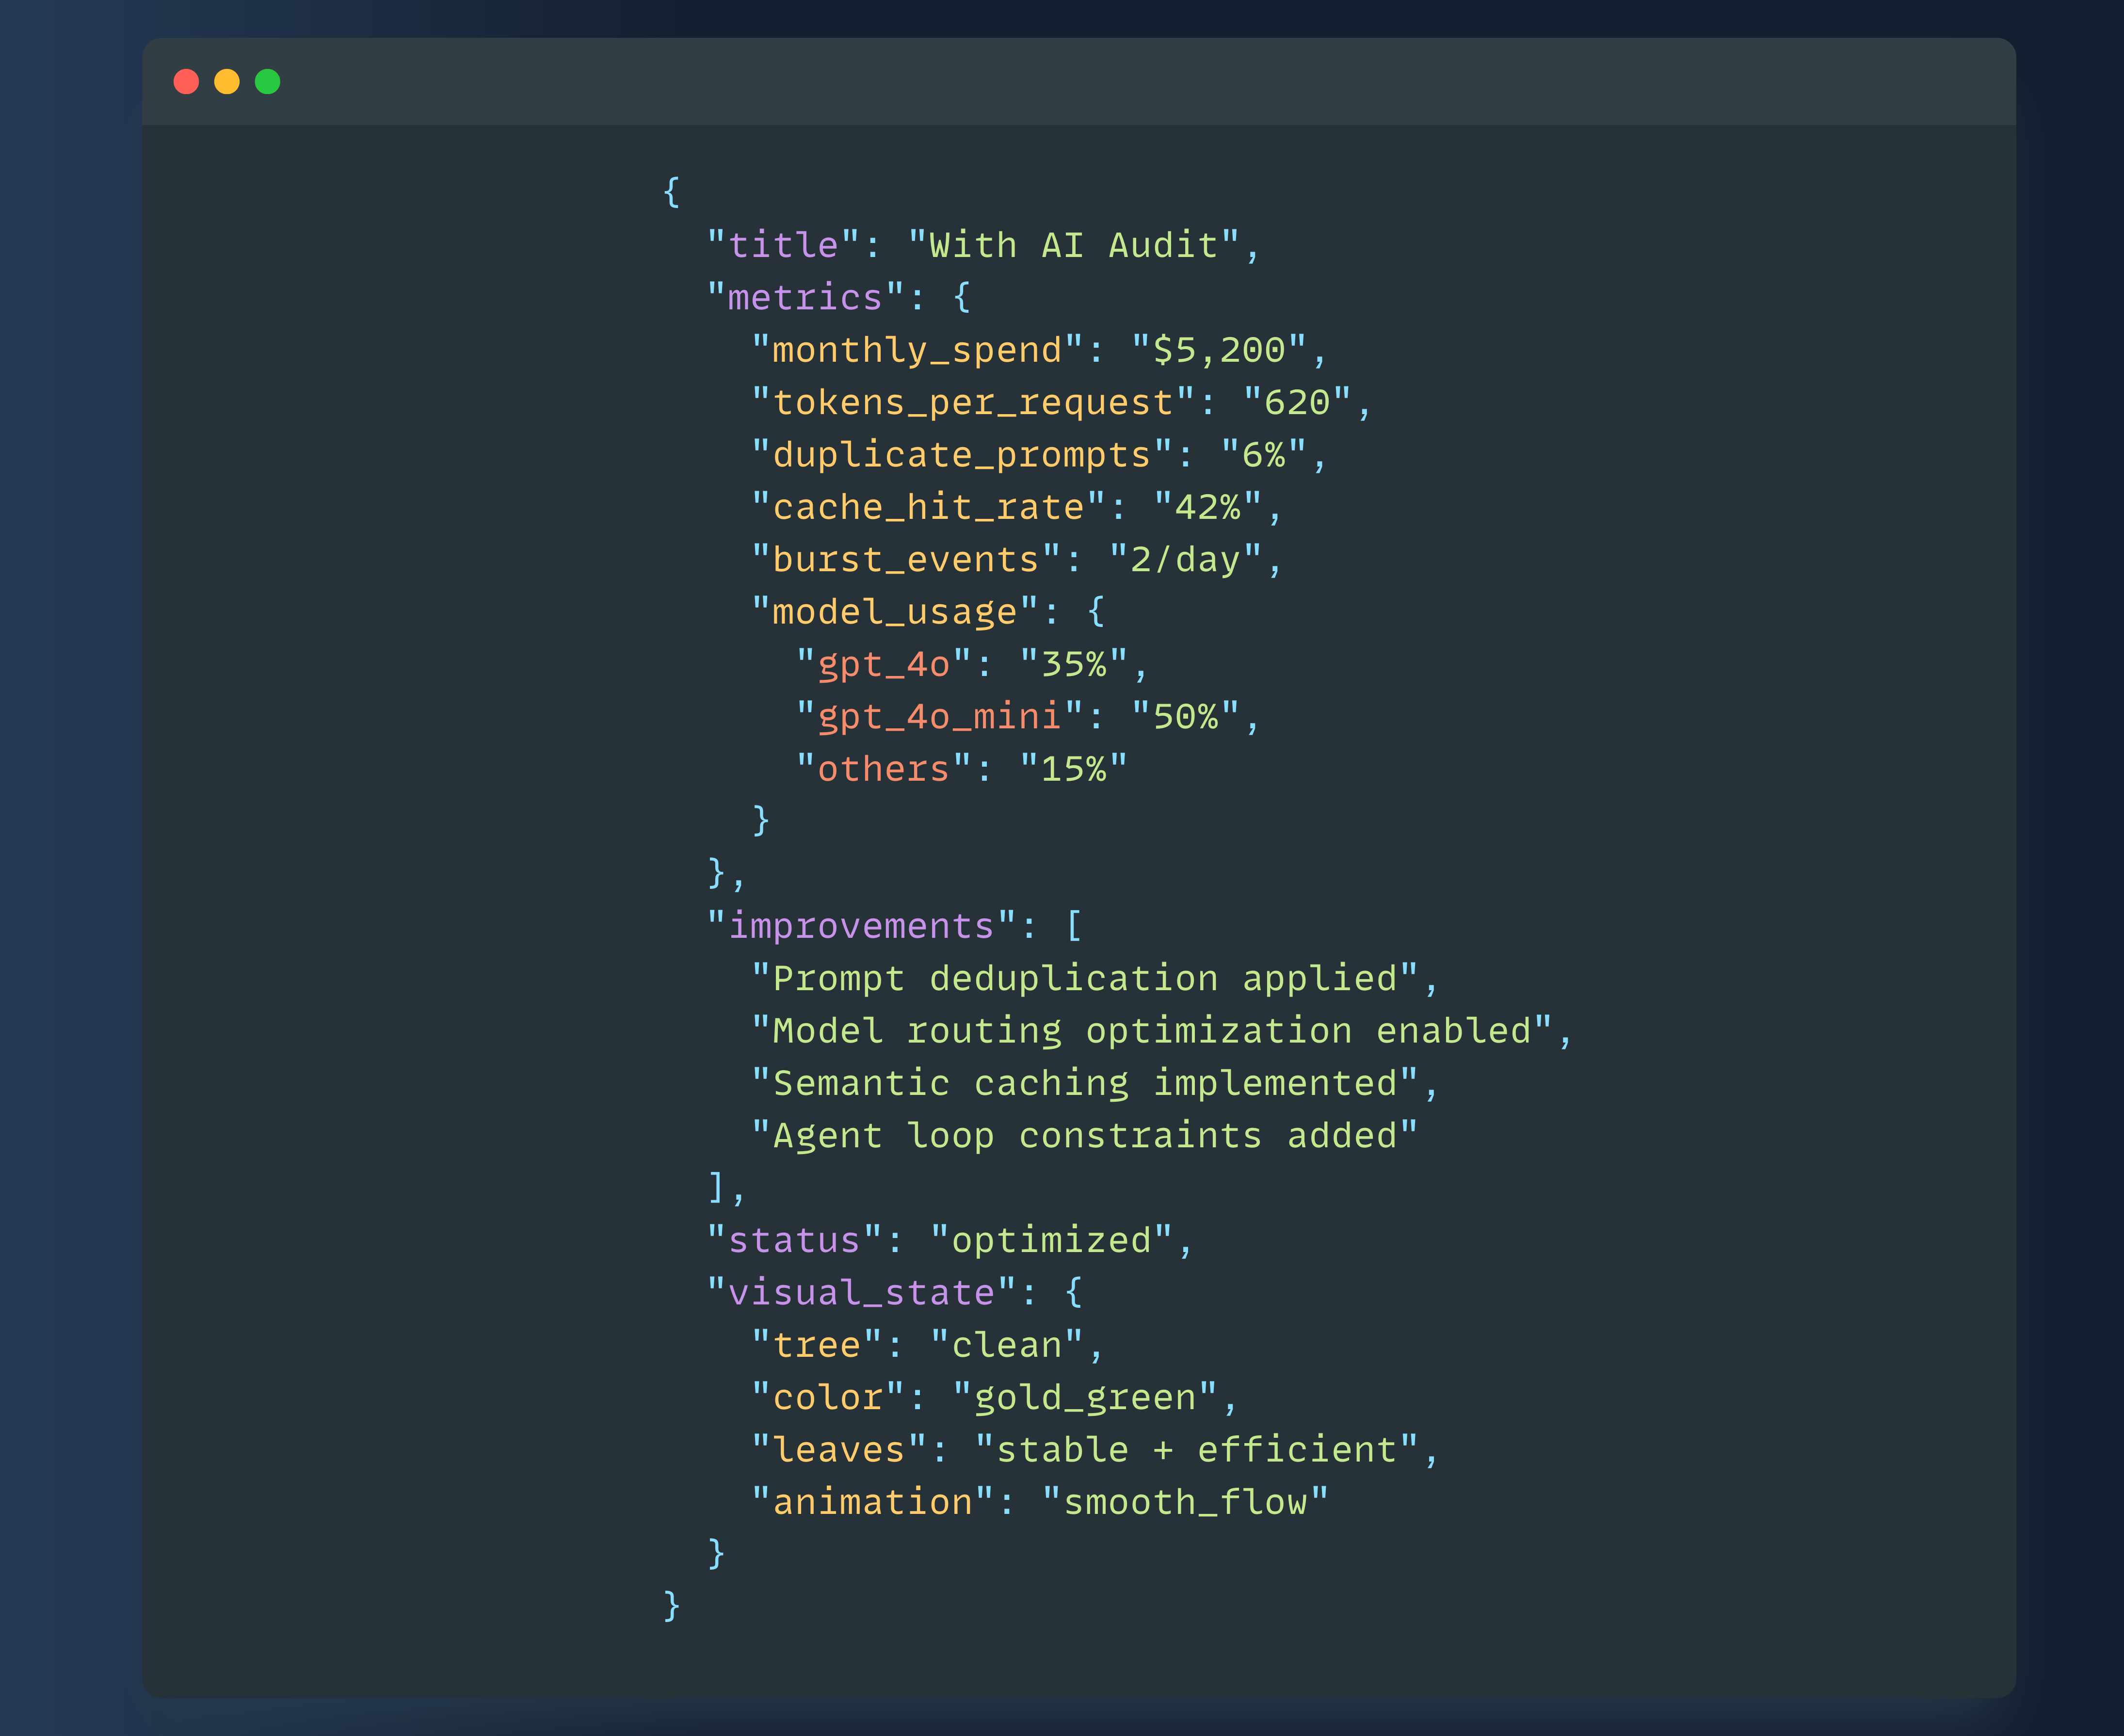 {
  "title": "With AI Audit",
  "metrics": {
    "monthly_spend": "$5,200",
    "tokens_per_request": "620",
    "duplicate_prompts": "6%",
    "cache_hit_rate": "42%",
    "burst_events": "2/day",
    "model_usage": {
      "gpt_4o": "35%",
      "gpt_4o_mini": "50%",
      "others": "15%"
    }
  },
  "improvements": [
    "Prompt deduplication applied",
    "Model routing optimization enabled",
    "Semantic caching implemented",
    "Agent loop constraints added"
  ],
  "status": "optimized",
  "visual_state": {
    "tree": "clean",
    "color": "gold_green",
    "leaves": "stable + efficient",
    "animation": "smooth_flow"
  }
}